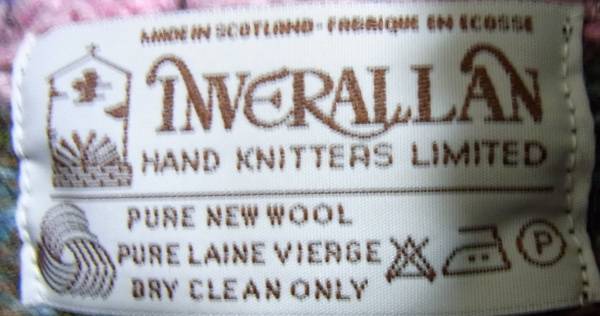 MADE IN SCOTLAND - FABRIQUE EN ECOSSE
INVERALLAN
HAND KNITTERS LIMITED
PURE NEW WOOL
PURE LAINE VIERGE
DRY CLEAN ONLY
P